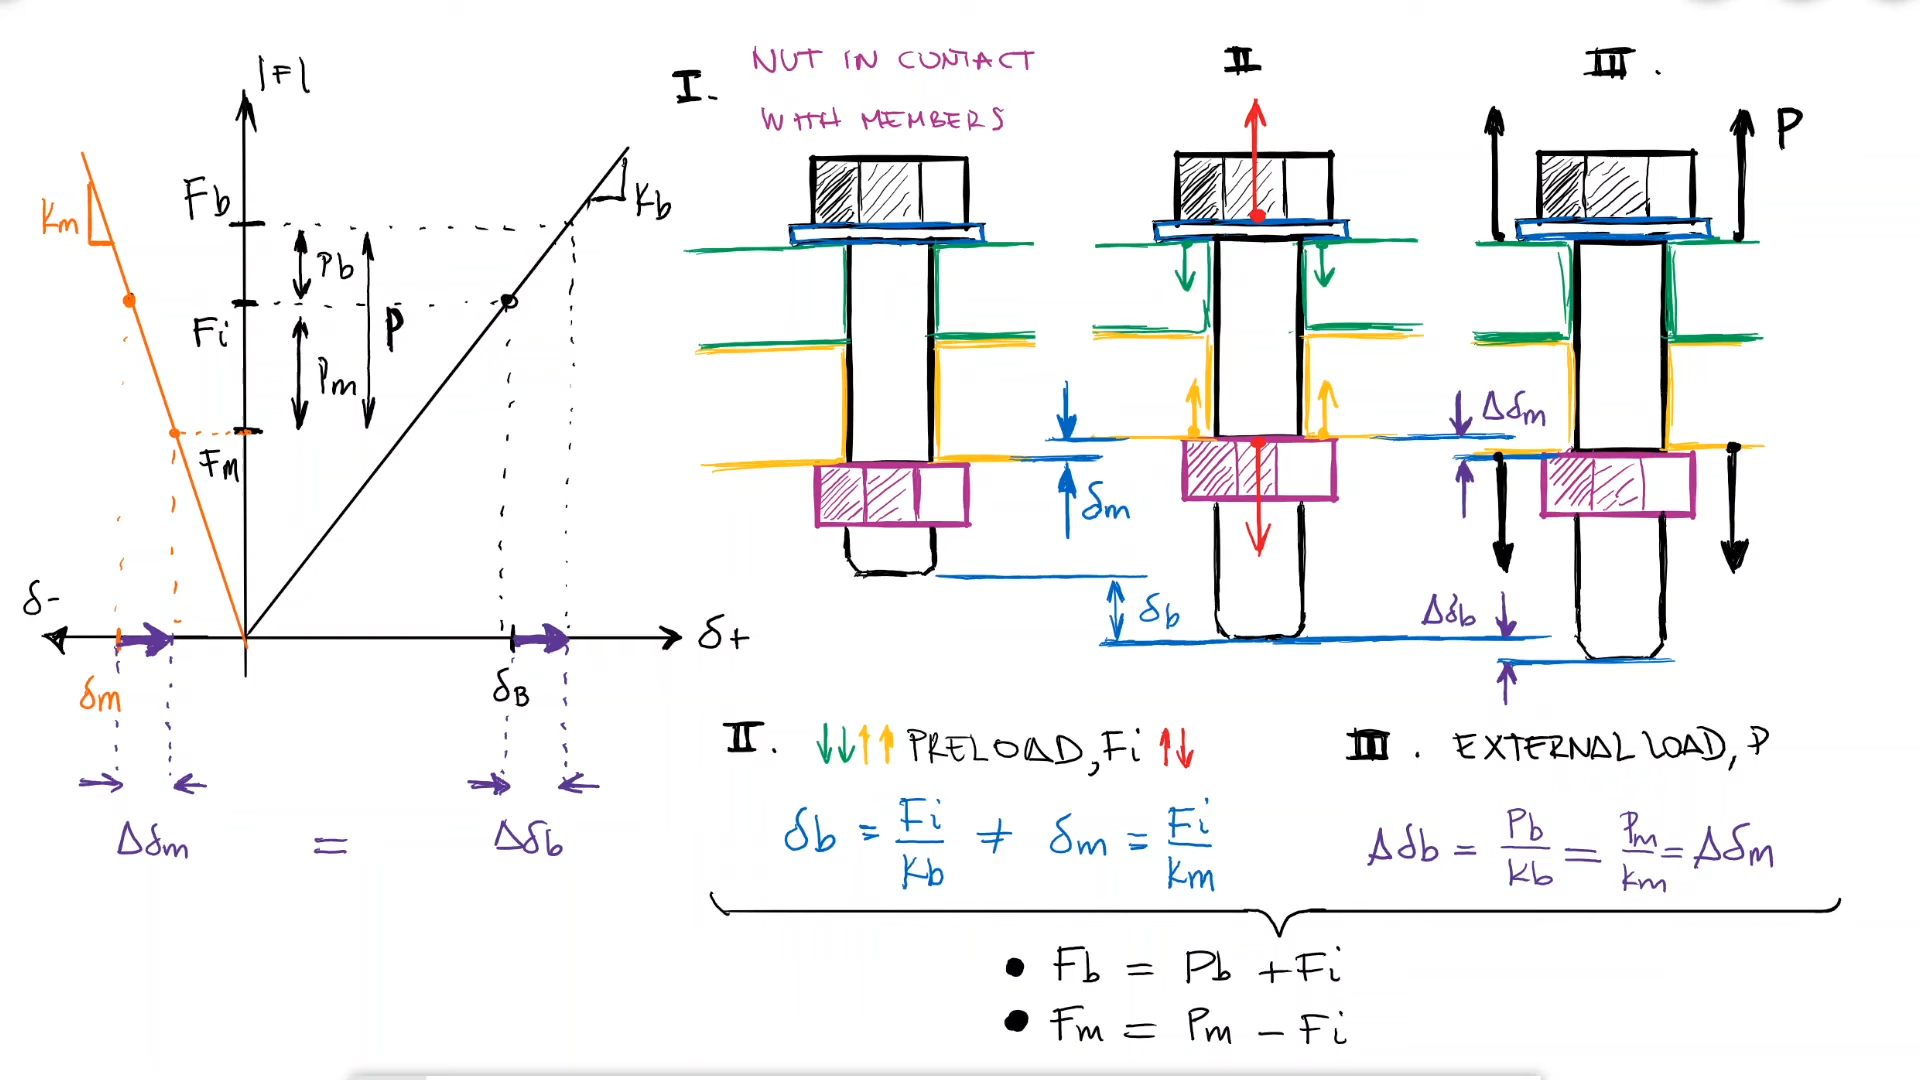 |F|
Fb
Pb
Fi
P
Pm
Fm
km
kb
δ-
δ+
δm
δB
Δδm = Δδb
I.
NUT IN CONTACT
WITH MEMBERS
δm
δb
II
III.
P
Δδm
Δδb
II. ↓↓↑↑ PRELOAD, Fi ↑↓
δb = Fi/kb ≠ δm = Fi/km
III. EXTERNAL LOAD, P
Δδb = Pb/kb = Pm/km = Δδm
• Fb = Pb + Fi
• Fm = Pm - Fi